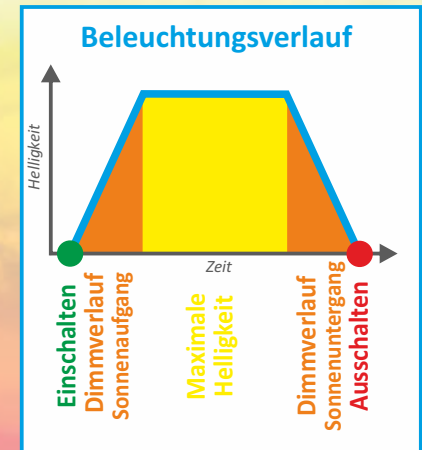 Beleuchtungsverlauf
Helligkeit
Zeit
Einschalten
Dimmverlauf
Sonnenaufgang
Maximale
Helligkeit
Dimmverlauf
Sonnenuntergang
Ausschalten